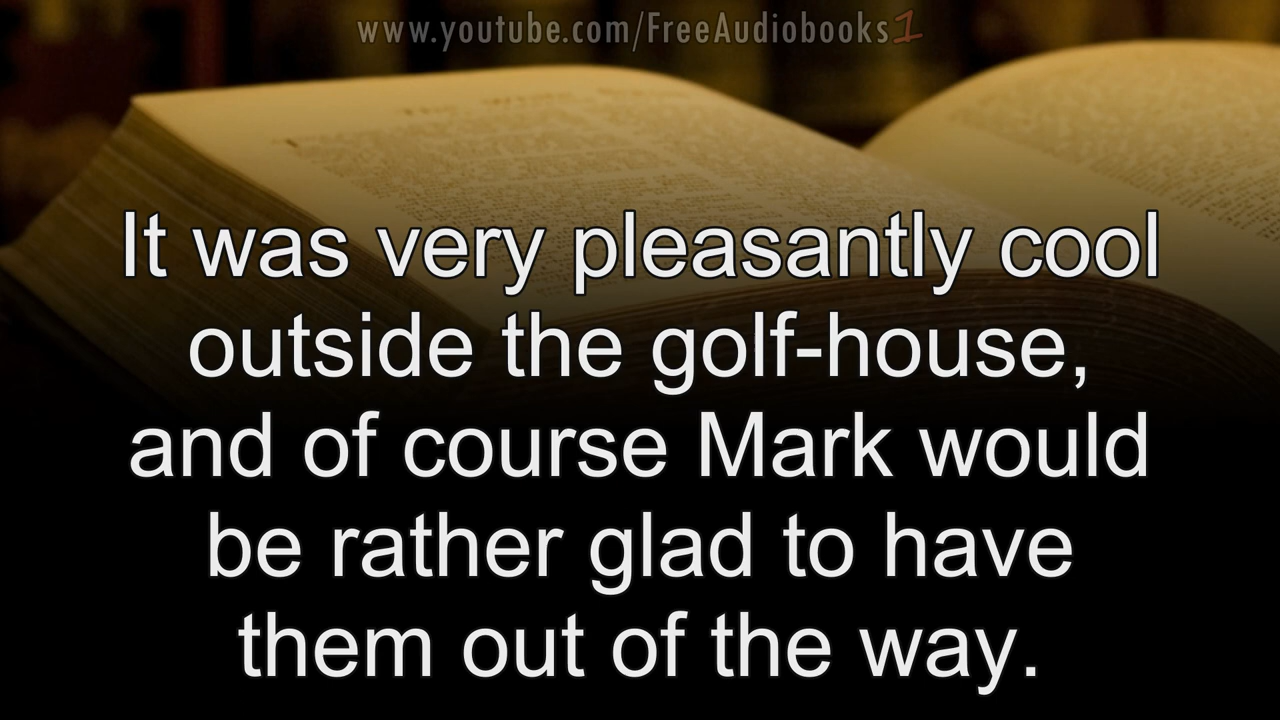 www.youtube.com/FreeAudiobooks1
It was very pleasantly cool
outside the golf-house,
and of course Mark would
be rather glad to have
them out of the way.